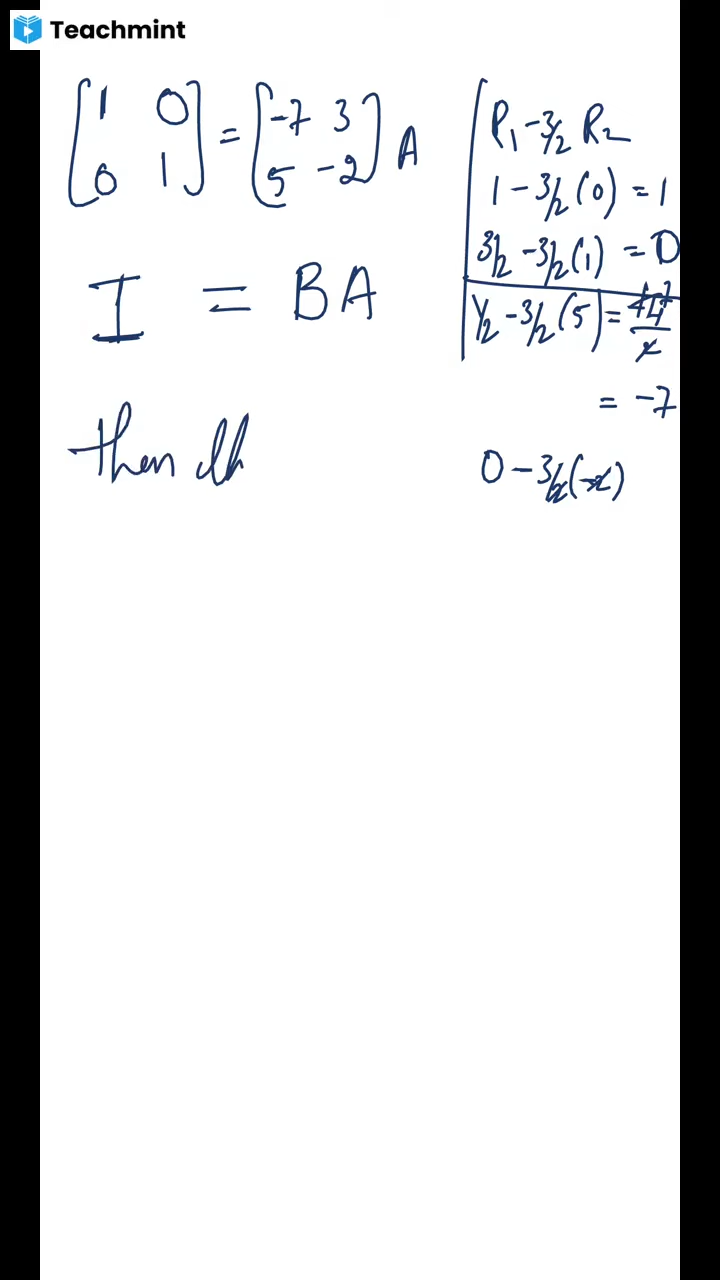 Teachmint
[1 0
0 1] = [-7 3
5 -2] A
I = BA
then
R₁ - 3/2 R₂
1 - 3/2 (0) = 1
3/2 - 3/2 (1) = 0
1/2 - 3/2 (5) =
= -7
0 - 3/2 (-2)